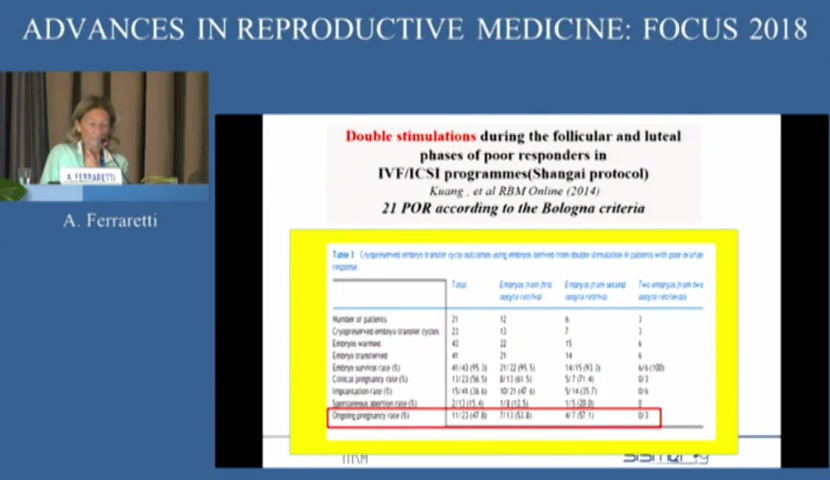 ADVANCES IN REPRODUCTIVE MEDICINE: FOCUS 2018
A. FERRARETTI
A. Ferraretti
Double stimulations during the follicular and luteal
phases of poor responders in
IVF/ICSI programmes(Shangai protocol)
Kuang , et al RBM Online (2014)
21 POR according to the Bologna criteria
Table 3 Cryopreserved embryo transfer cycle outcomes using embryos derived from double stimulation in patients with poor ovarian
response
Total Embryos from first Embryos from second Two embryos from two
oocyte retrieval oocyte retrieval oocyte retrievals
Number of patients 21 12 6 3
Cryopreserved embryo transfer cycles 23 13 7 3
Embryos warmed 43 22 15 6
Embryo transferred 41 21 14 6
Embryo survival rate (%) 41/43 (95.3) 21/22 (95.5) 14/15 (93.3) 6/6 (100)
Clinical pregnancy rate (%) 13/23 (56.5) 8/13 (61.5) 5/7 (71.4) 0/3
Implantation rate (%) 15/41 (36.6) 10/21 (47.6) 5/14 (35.7) 0/6
Spontaneous abortion rate (%) 2/13 (15.4) 1/8 (12.5) 1/5 (20.0) 0
Ongoing pregnancy rate (%) 11/23 (47.8) 7/13 (53.8) 4/7 (57.1) 0/3